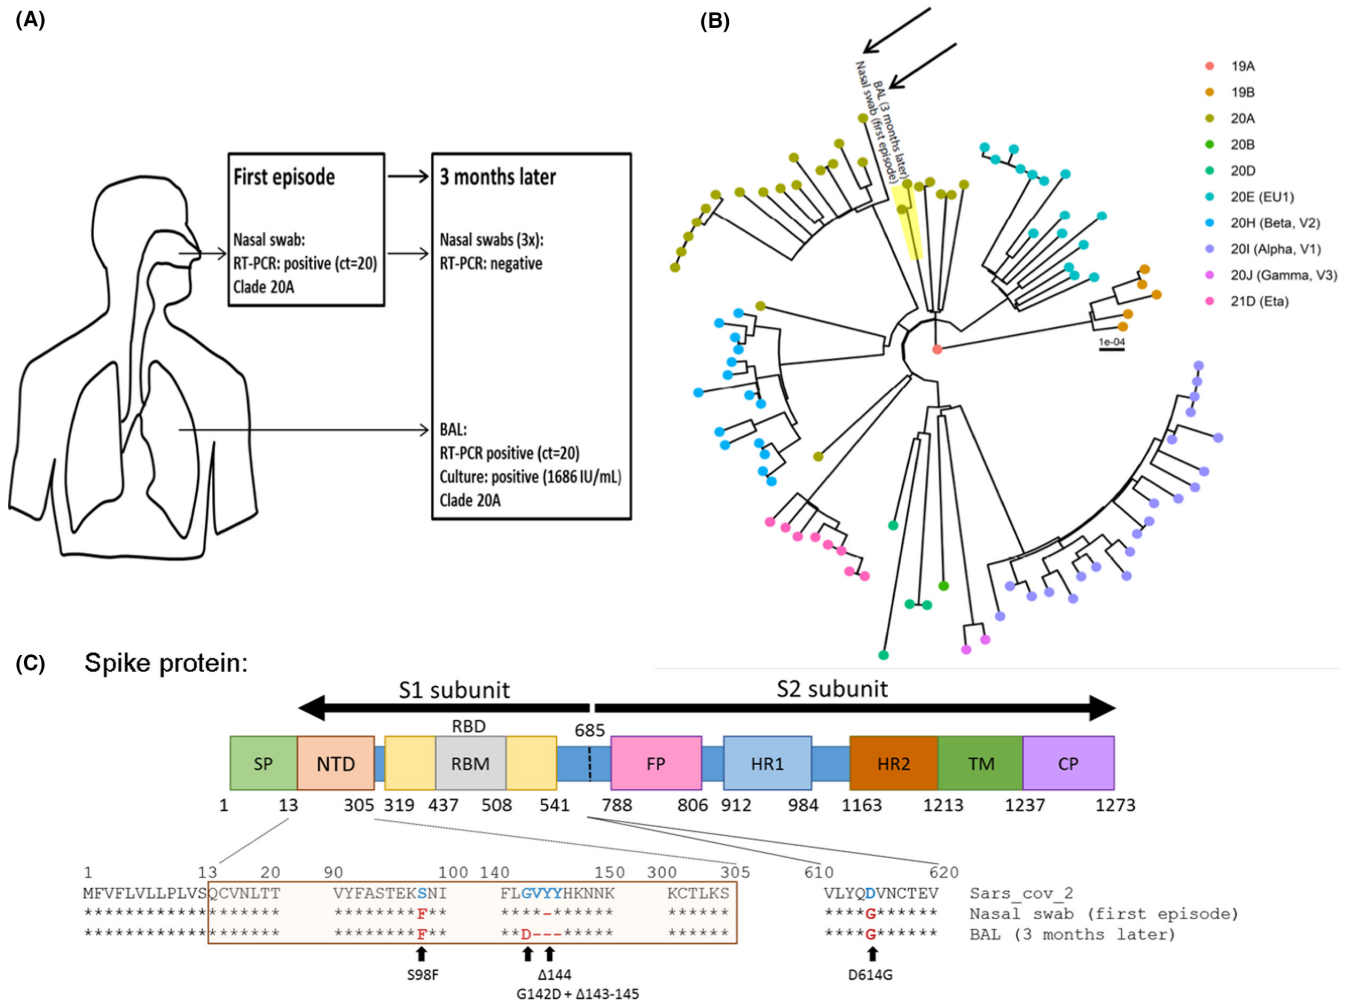 (A)
First episode
Nasal swab:
RT-PCR: positive (ct=20)
Clade 20A
3 months later
Nasal swabs (3x):
RT-PCR: negative
BAL:
RT-PCR positive (ct=20)
Culture: positive (1686 IU/mL)
Clade 20A
(B)
Nasal swab (first episode)
BAL (3 months later)
19A
19B
20A
20B
20D
20E (EU1)
20H (Beta, V2)
20I (Alpha, V1)
20J (Gamma, V3)
21D (Eta)
1e-04
(C) Spike protein:
S1 subunit S2 subunit
RBD 685
SP NTD RBM FP HR1 HR2 TM CP
1 13 305 319 437 508 541 788 806 912 984 1163 1213 1237 1273
1 13 20 90 100 140 150 300 305 610 620
MFVFLVLLPLVSQCVNLTT VYFASTEKSNI FLGVYYHKNNK KCTLKS VLYQDVNCTEV Sars_cov_2
******************* ********F** *****-***** ****** *****G***** Nasal swab (first episode)
******************* ********F** **D---***** ****** *****G***** BAL (3 months later)
S98F Δ144 D614G
G142D + Δ143-145